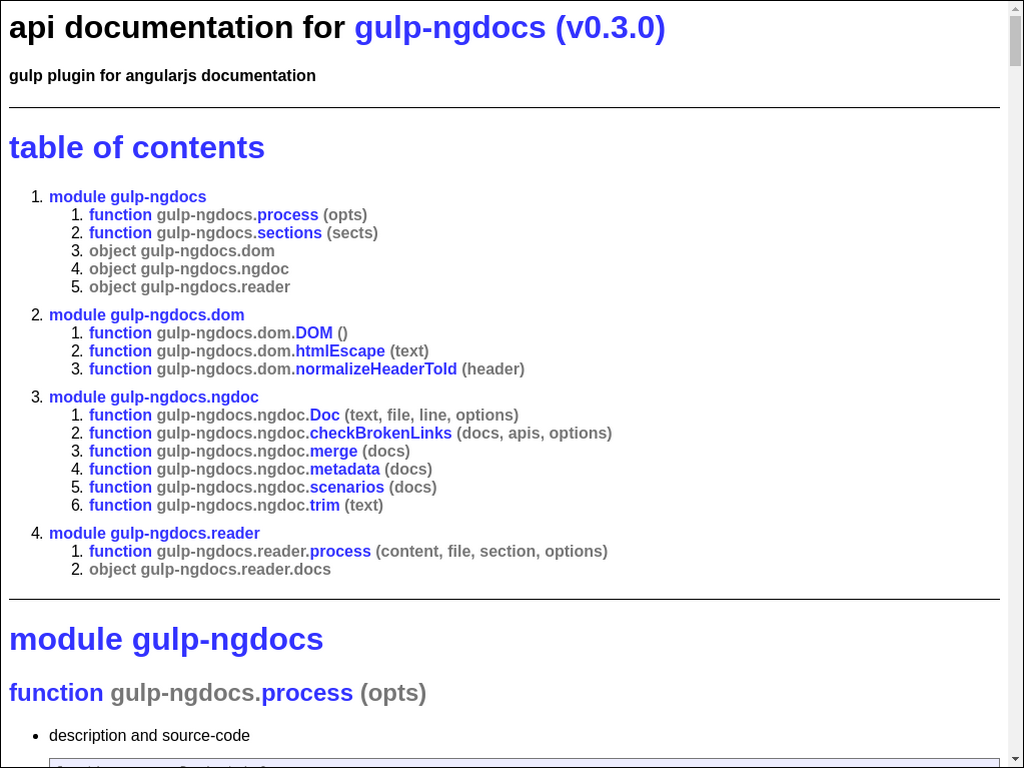 api documentation for gulp-ngdocs (v0.3.0)
gulp plugin for angularjs documentation
table of contents
1. module gulp-ngdocs
1. function gulp-ngdocs.process (opts)
2. function gulp-ngdocs.sections (sects)
3. object gulp-ngdocs.dom
4. object gulp-ngdocs.ngdoc
5. object gulp-ngdocs.reader
2. module gulp-ngdocs.dom
1. function gulp-ngdocs.dom.DOM ()
2. function gulp-ngdocs.dom.htmlEscape (text)
3. function gulp-ngdocs.dom.normalizeHeaderToId (header)
3. module gulp-ngdocs.ngdoc
1. function gulp-ngdocs.ngdoc.Doc (text, file, line, options)
2. function gulp-ngdocs.ngdoc.checkBrokenLinks (docs, apis, options)
3. function gulp-ngdocs.ngdoc.merge (docs)
4. function gulp-ngdocs.ngdoc.metadata (docs)
5. function gulp-ngdocs.ngdoc.scenarios (docs)
6. function gulp-ngdocs.ngdoc.trim (text)
4. module gulp-ngdocs.reader
1. function gulp-ngdocs.reader.process (content, file, section, options)
2. object gulp-ngdocs.reader.docs
module gulp-ngdocs
function gulp-ngdocs.process (opts)
• description and source-code